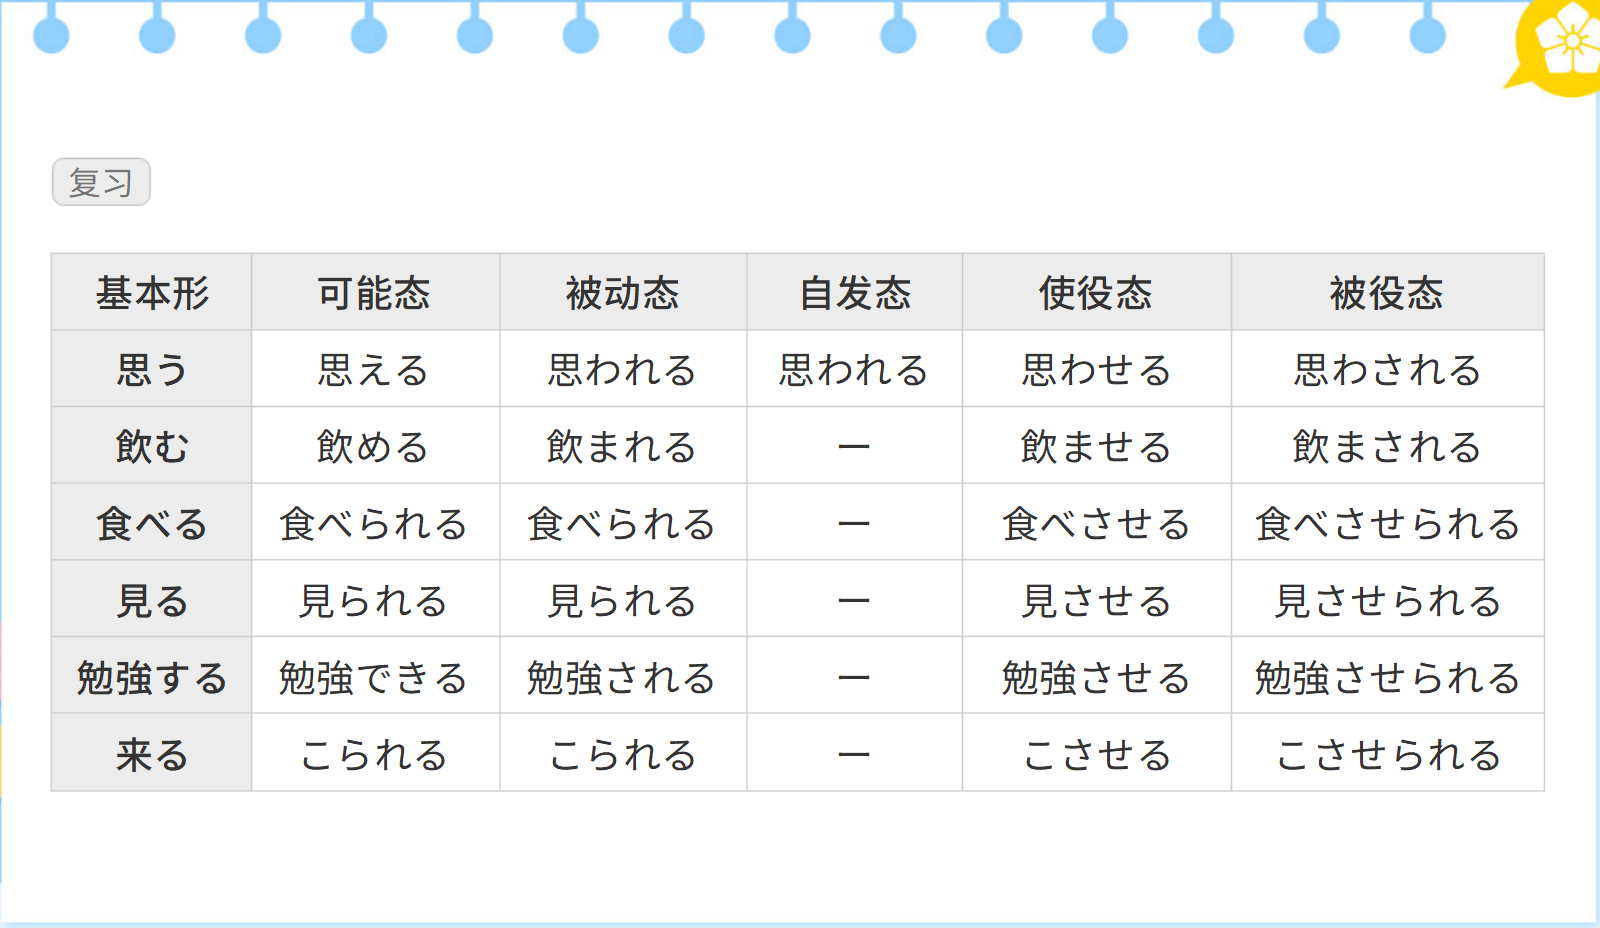 复习
基本形 可能态 被动态 自发态 使役态 被役态
思う 思える 思われる 思われる 思わせる 思わされる
飲む 飲める 飲まれる ー 飲ませる 飲まされる
食べる 食べられる 食べられる ー 食べさせる 食べさせられる
見る 見られる 見られる ー 見させる 見させられる
勉強する 勉強できる 勉強される ー 勉強させる 勉強させられる
来る こられる こられる ー こさせる こさせられる